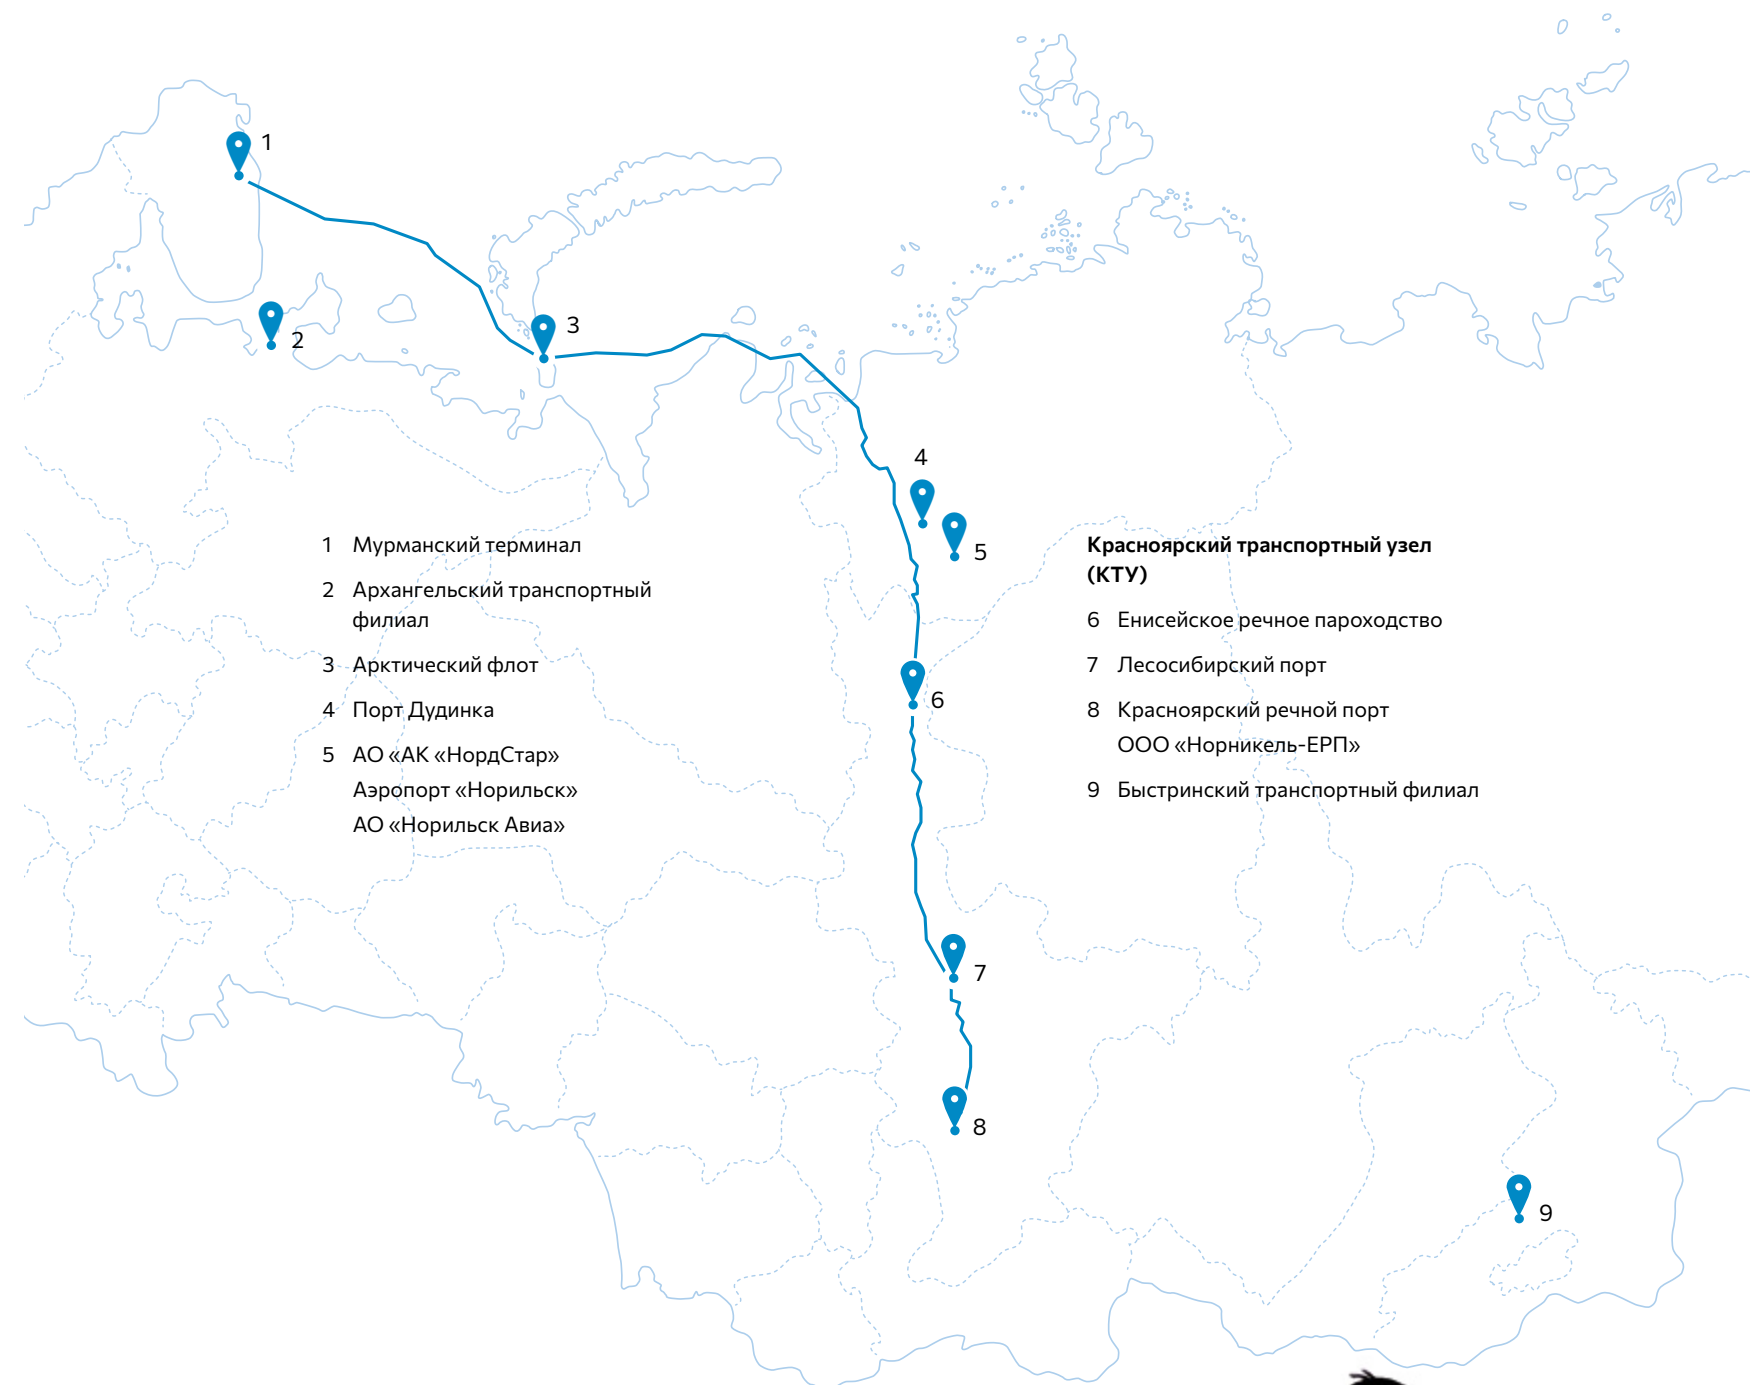 1
2
3
4
5
6
7
8
9
1 Мурманский терминал
2 Архангельский транспортный
филиал
3 Арктический флот
4 Порт Дудинка
5 АО «АК «НордСтар»
Аэропорт «Норильск»
АО «Норильск Авиа»
Красноярский транспортный узел
(КТУ)
6 Енисейское речное пароходство
7 Лесосибирский порт
8 Красноярский речной порт
ООО «Норникель-ЕРП»
9 Быстринский транспортный филиал